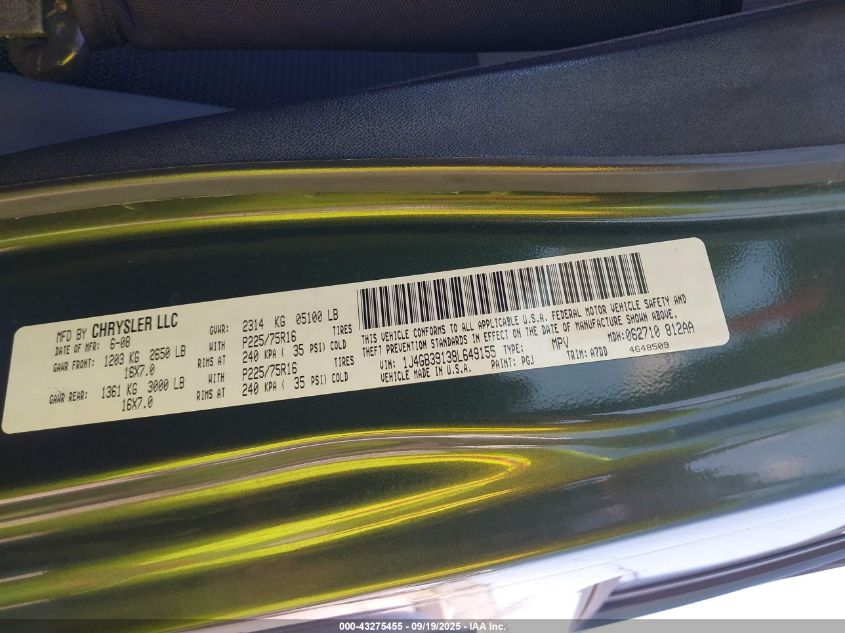 MFD BY CHRYSLER LLC
DATE OF MFR: 6-08
GVWR: 2314 KG 05100 LB
GAWR FRONT: 1203 KG 2650 LB
WITH P225/75R16 TIRES
16X7.0 RIMS AT 240 KPA ( 35 PSI) COLD
GAWR REAR: 1361 KG 3000 LB
WITH P225/75R16 TIRES
16X7.0 RIMS AT 240 KPA ( 35 PSI) COLD
THIS VEHICLE CONFORMS TO ALL APPLICABLE U.S.A. FEDERAL MOTOR VEHICLE SAFETY AND
THEFT PREVENTION STANDARDS IN EFFECT ON THE DATE OF MANUFACTURE SHOWN ABOVE.
VIN: 1J4GB39138L649155 TYPE: MPV MDH: 062710 812AA
VEHICLE MADE IN U.S.A. PAINT: PGJ TRIM: A7DD 4648509
000-43275455 - 09/19/2025 - IAAI.COM